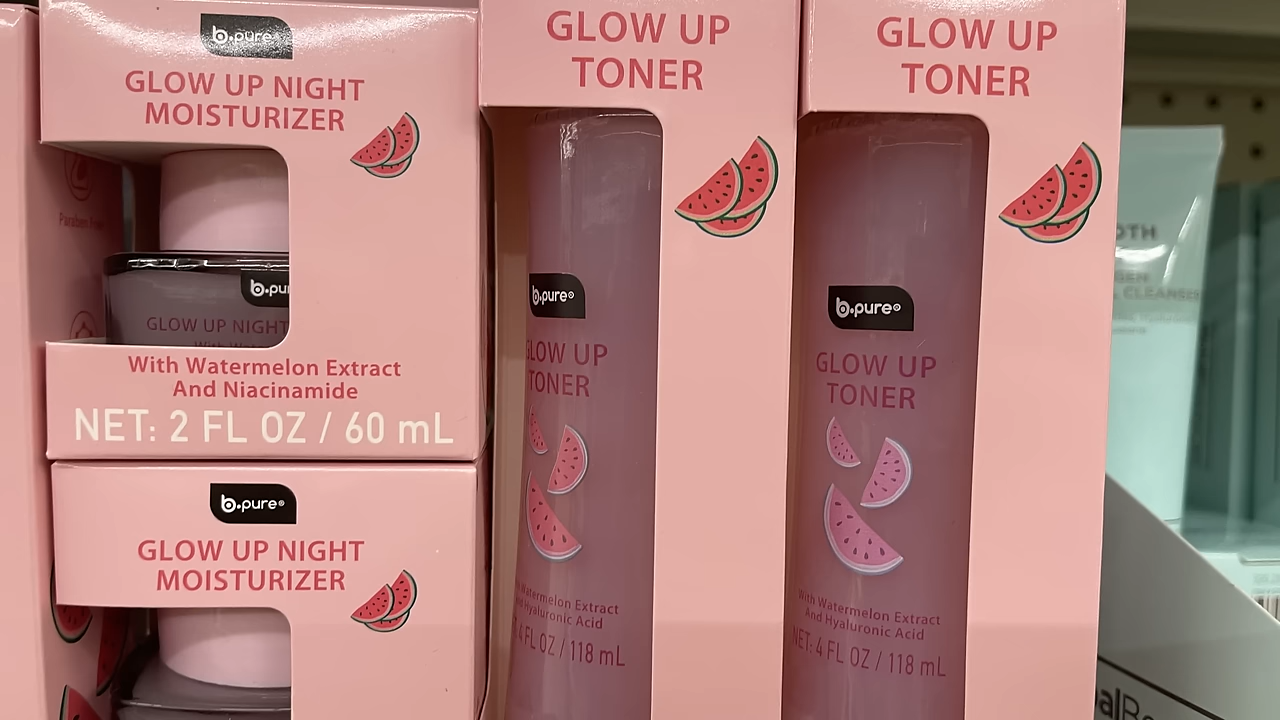 b.pure
GLOW UP NIGHT
MOISTURIZER
Paraben Free
GLOW UP NIGHT
With Watermelon Extract
And Niacinamide
NET: 2 FL OZ / 60 mL
b.pure®
GLOW UP NIGHT
MOISTURIZER
GLOW UP
TONER
b.pure®
GLOW UP
TONER
Watermelon Extract
Hyaluronic Acid
4 FL OZ / 118 mL
GLOW UP
TONER
b.pure®
GLOW UP
TONER
With Watermelon Extract
And Hyaluronic Acid
NET: 4 FL OZ / 118 mL